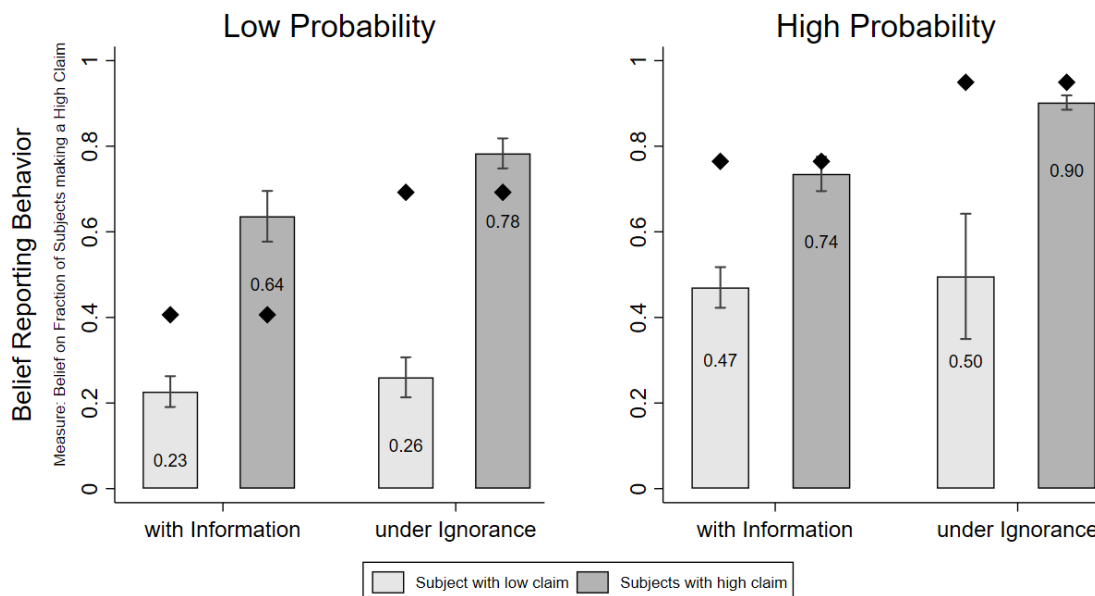 Low Probability
High Probability
Belief Reporting Behavior
Measure: Belief on Fraction of Subjects making a High Claim
1
0.8
0.6
0.4
0.2
0
0.23
0.64
0.26
0.78
with Information
under Ignorance
1
0.8
0.6
0.4
0.2
0
0.47
0.74
0.50
0.90
with Information
under Ignorance
Subject with low claim
Subjects with high claim